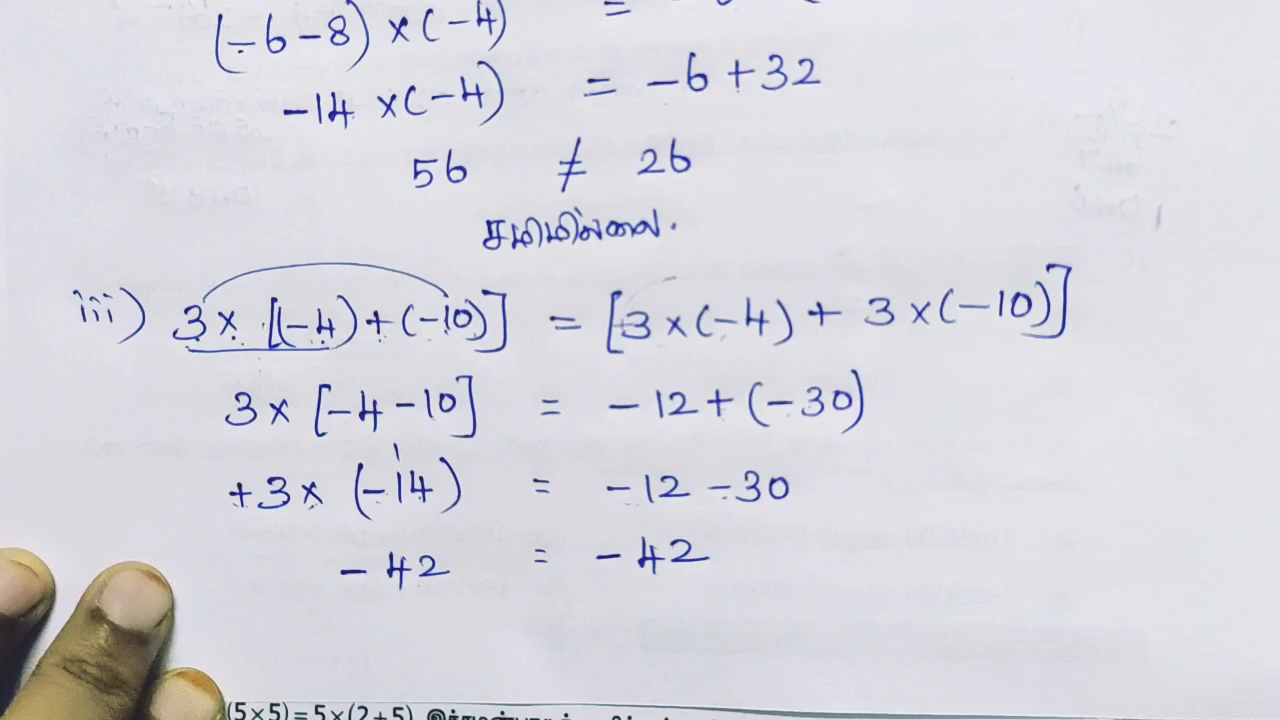 (-6-8) × (-4) =
-14 × (-4) = -6+32
56 ≠ 26
சமமில்லை.
iii) 3 × [(-4)+(-10)] = [3×(-4) + 3×(-10)]
3 × [-4-10] = -12+(-30)
+3 × (-14) = -12-30
-42 = -42
(5×5)=5×(2+5)